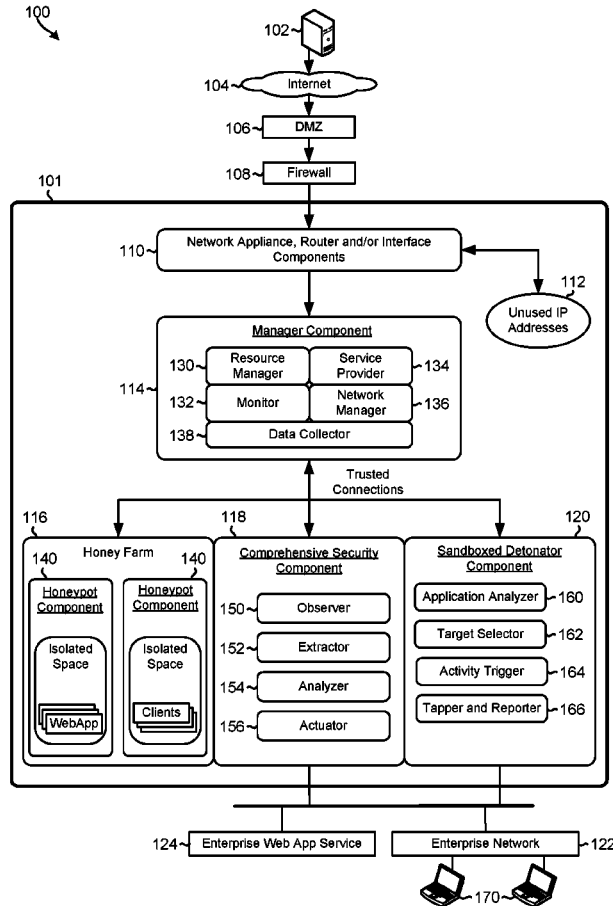 100
102
104
Internet
106
DMZ
108
Firewall
101
110
Network Appliance, Router and/or Interface
Components
112
Unused IP
Addresses
Manager Component
114
130
Resource
Manager
Service
Provider
134
132
Monitor
Network
Manager
136
138
Data Collector
Trusted
Connections
116
Honey Farm
140
Honeypot
Component
Isolated
Space
WebApp
140
Honeypot
Component
Isolated
Space
Clients
118
Comprehensive Security
Component
150
Observer
152
Extractor
154
Analyzer
156
Actuator
120
Sandboxed Detonator
Component
Application Analyzer
160
Target Selector
162
Activity Trigger
164
Tapper and Reporter
166
124
Enterprise Web App Service
Enterprise Network
122
170